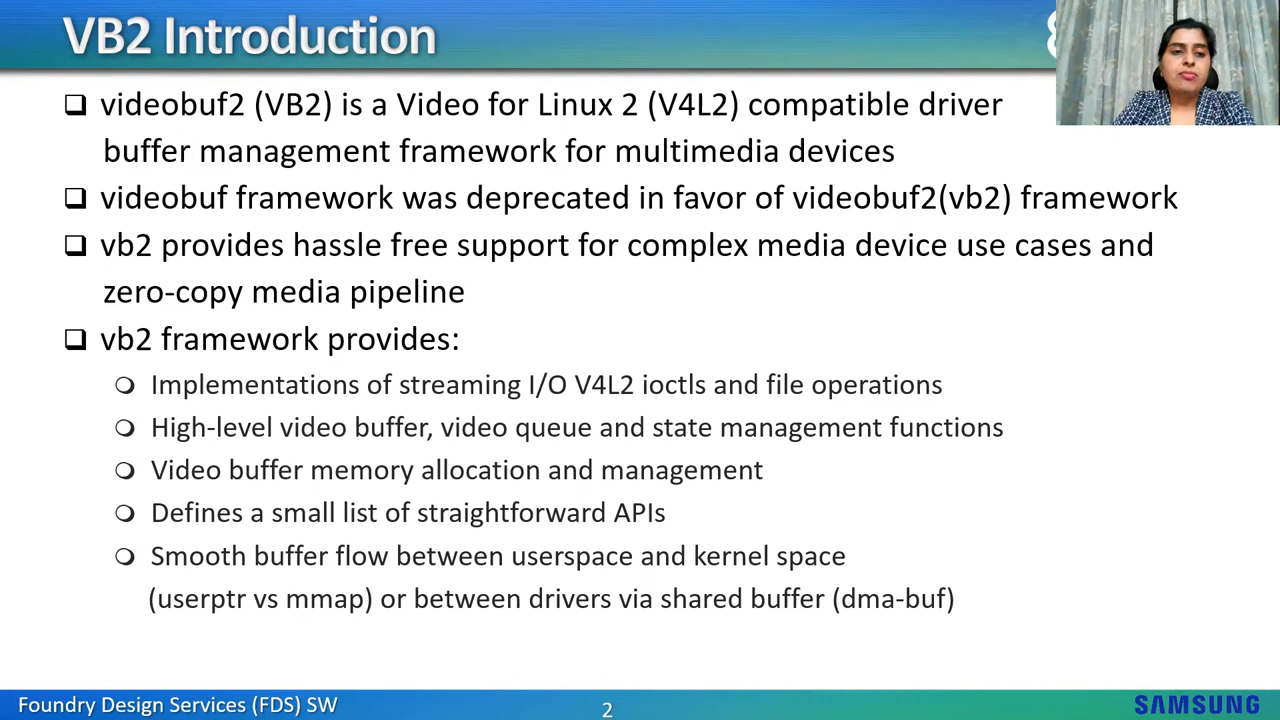 VB2 Introduction
❑ videobuf2 (VB2) is a Video for Linux 2 (V4L2) compatible driver
buffer management framework for multimedia devices
❑ videobuf framework was deprecated in favor of videobuf2(vb2) framework
❑ vb2 provides hassle free support for complex media device use cases and
zero-copy media pipeline
❑ vb2 framework provides:
❍ Implementations of streaming I/O V4L2 ioctls and file operations
❍ High-level video buffer, video queue and state management functions
❍ Video buffer memory allocation and management
❍ Defines a small list of straightforward APIs
❍ Smooth buffer flow between userspace and kernel space
(userptr vs mmap) or between drivers via shared buffer (dma-buf)
Foundry Design Services (FDS) SW
2
SAMSUNG